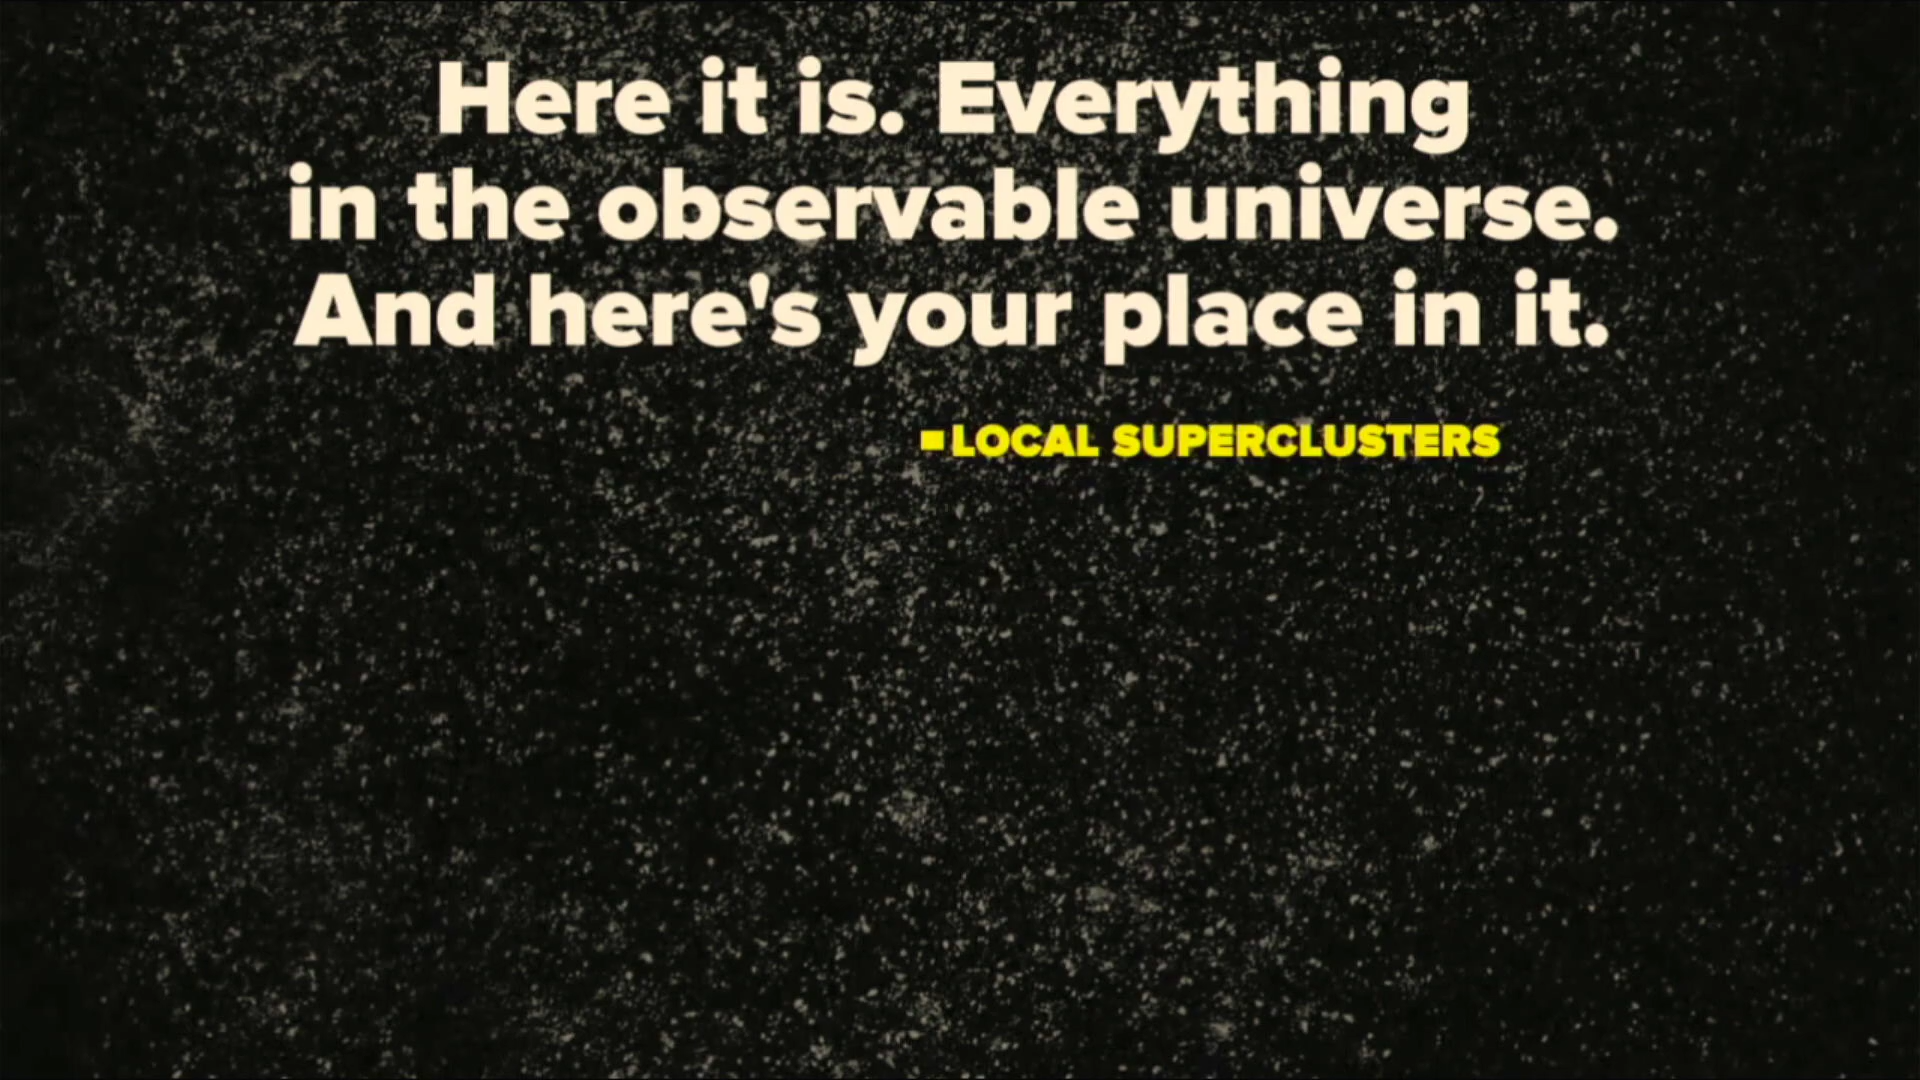 Here it is. Everything
in the observable universe.
And here's your place in it.
LOCAL SUPERCLUSTERS